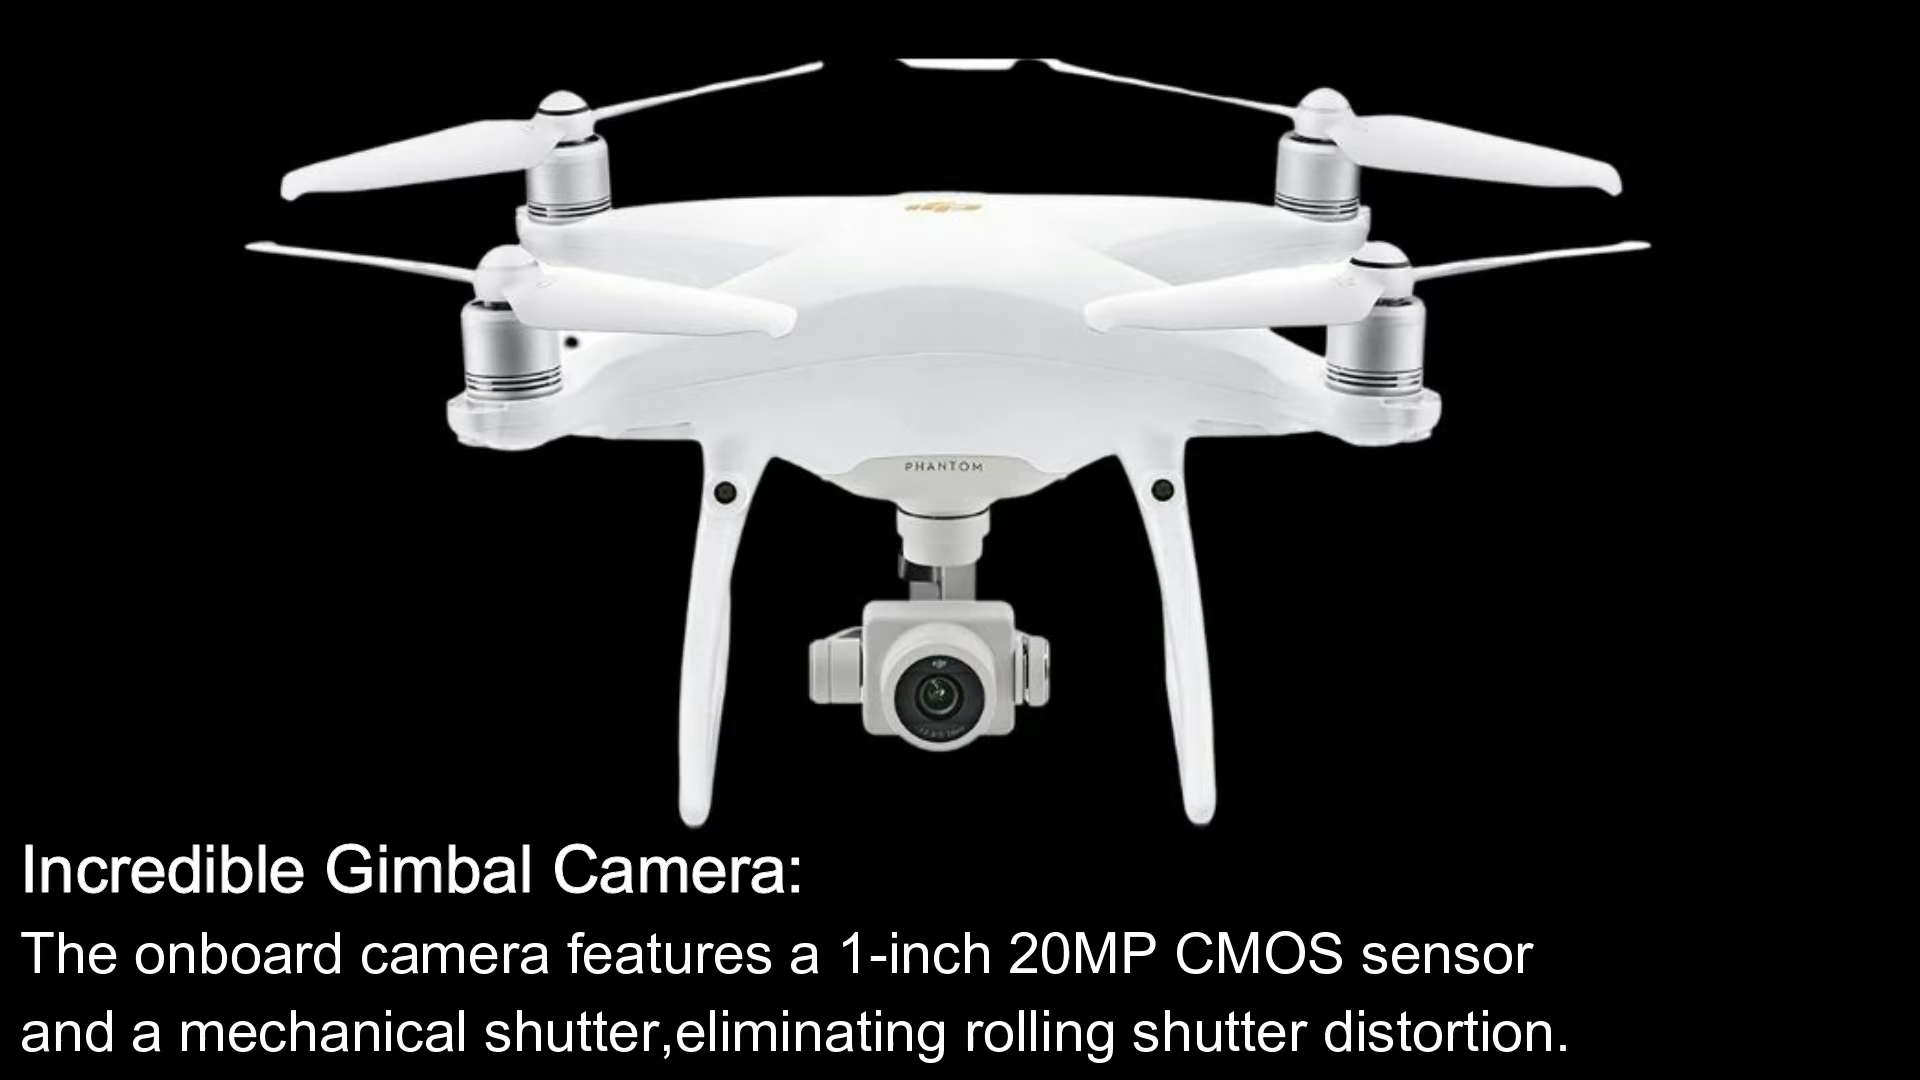 PHANTOM
Incredible Gimbal Camera:
The onboard camera features a 1-inch 20MP CMOS sensor
and a mechanical shutter,eliminating rolling shutter distortion.